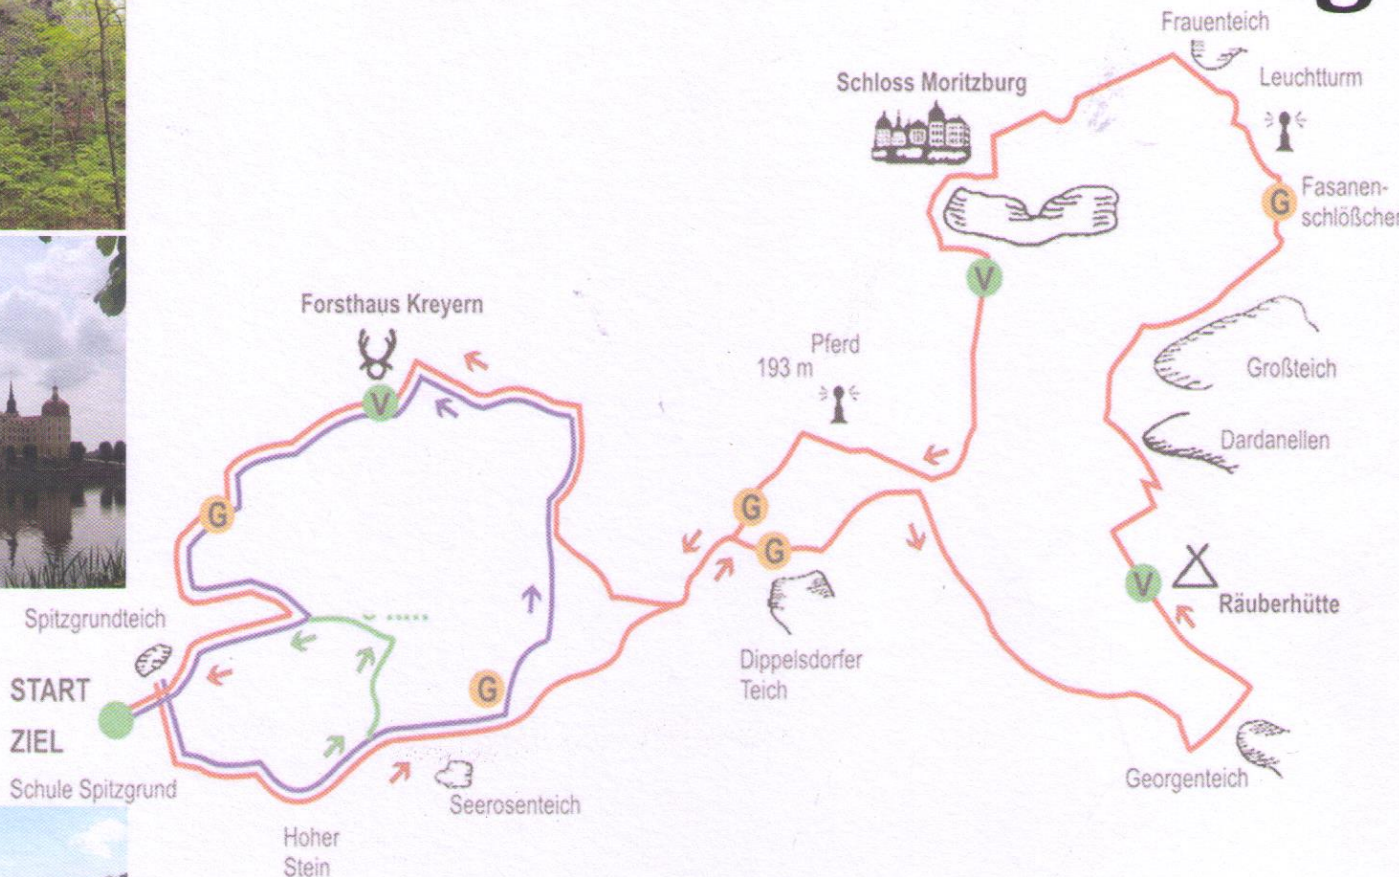 Frauenteich
Schloss Moritzburg
Leuchtturm
G
Fasanen-
schlößchen
V
Forsthaus Kreyern
Pferd
193 m
Großteich
V
Dardanellen
G
G
G
V
Räuberhütte
Spitzgrundteich
Dippelsdorfer
Teich
G
START
ZIEL
Schule Spitzgrund
Georgenteich
Seerosenteich
Hoher
Stein